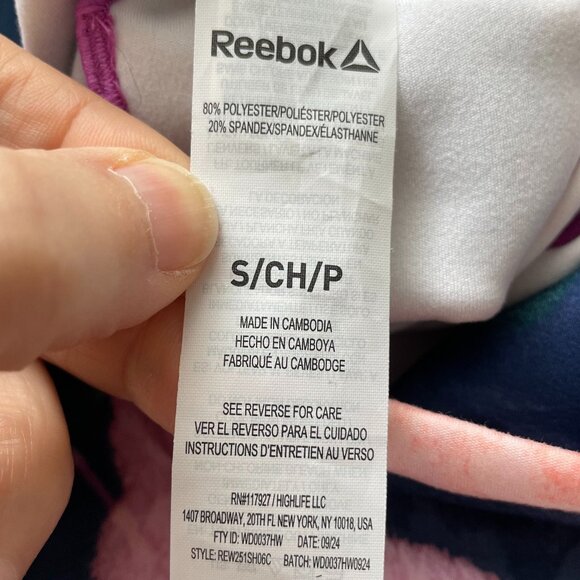 Reebok
80% POLYESTER/POLIÉSTER/POLYESTER
20% SPANDEX/SPANDEX/ÉLASTHANNE
S/CH/P
MADE IN CAMBODIA
HECHO EN CAMBOYA
FABRIQUÉ AU CAMBODGE
SEE REVERSE FOR CARE
VER EL REVERSO PARA EL CUIDADO
INSTRUCTIONS D'ENTRETIEN AU VERSO
RN#117927 / HIGHLIFE LLC
1407 BROADWAY, 20TH FL NEW YORK, NY 10018, USA
FTY ID: WD0037HW DATE: 09/24
STYLE: REW251SH06C BATCH: WD0037HW0924